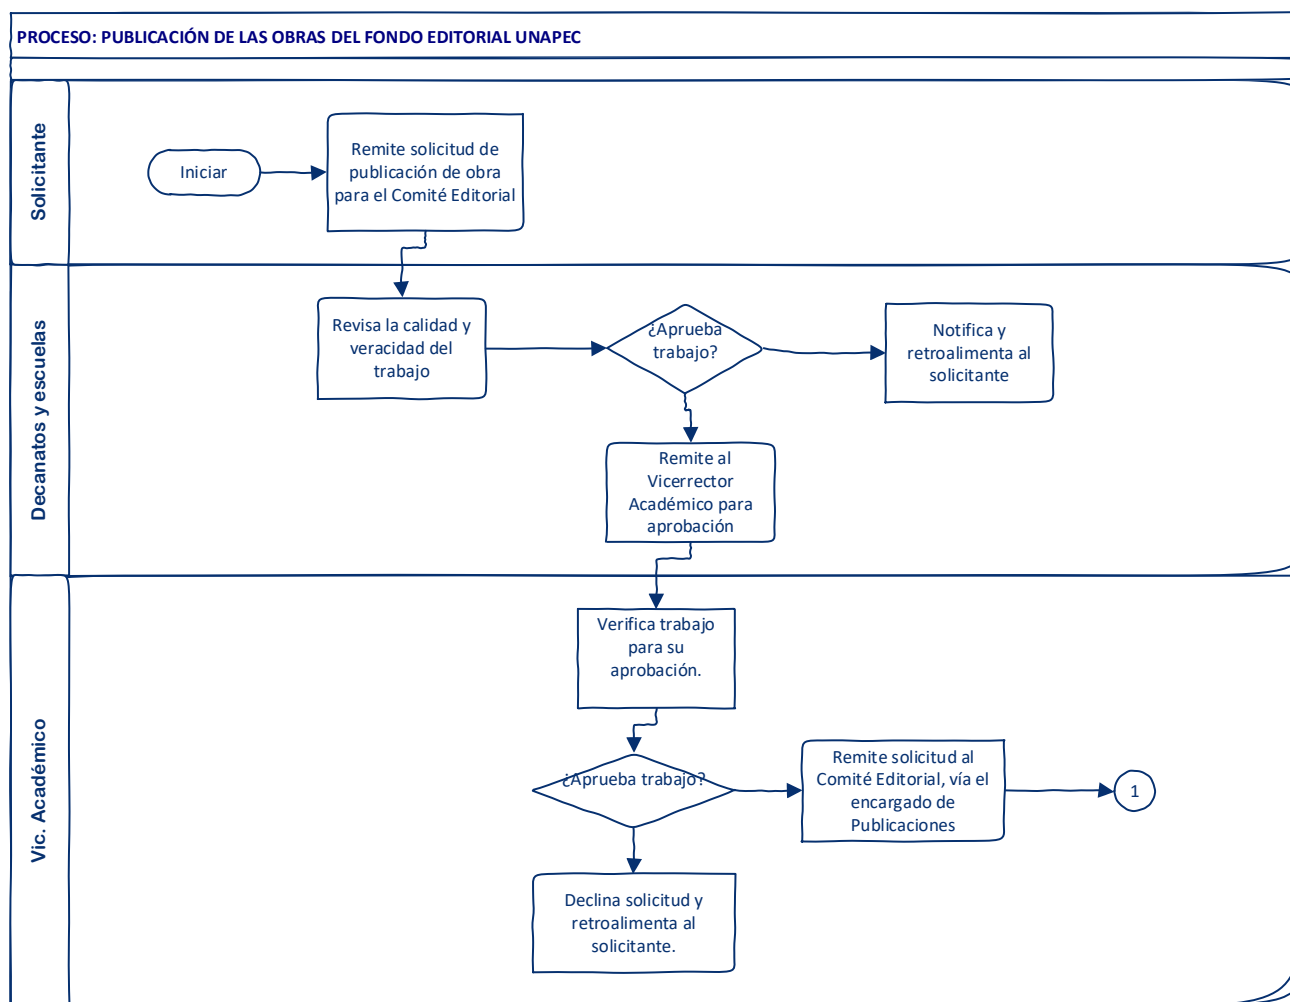 PROCESO: PUBLICACIÓN DE LAS OBRAS DEL FONDO EDITORIAL UNAPEC
Solicitante
Iniciar
Remite solicitud de
publicación de obra
para el Comité Editorial
Decanatos y escuelas
Revisa la calidad y
veracidad del
trabajo
¿Aprueba
trabajo?
Notifica y
retroalimenta al
solicitante
Remite al
Vicerrector
Académico para
aprobación
Vic. Académico
Verifica trabajo
para su
aprobación.
¿Aprueba trabajo?
Remite solicitud al
Comité Editorial, vía el
encargado de
Publicaciones
1
Declina solicitud y
retroalimenta al
solicitante.